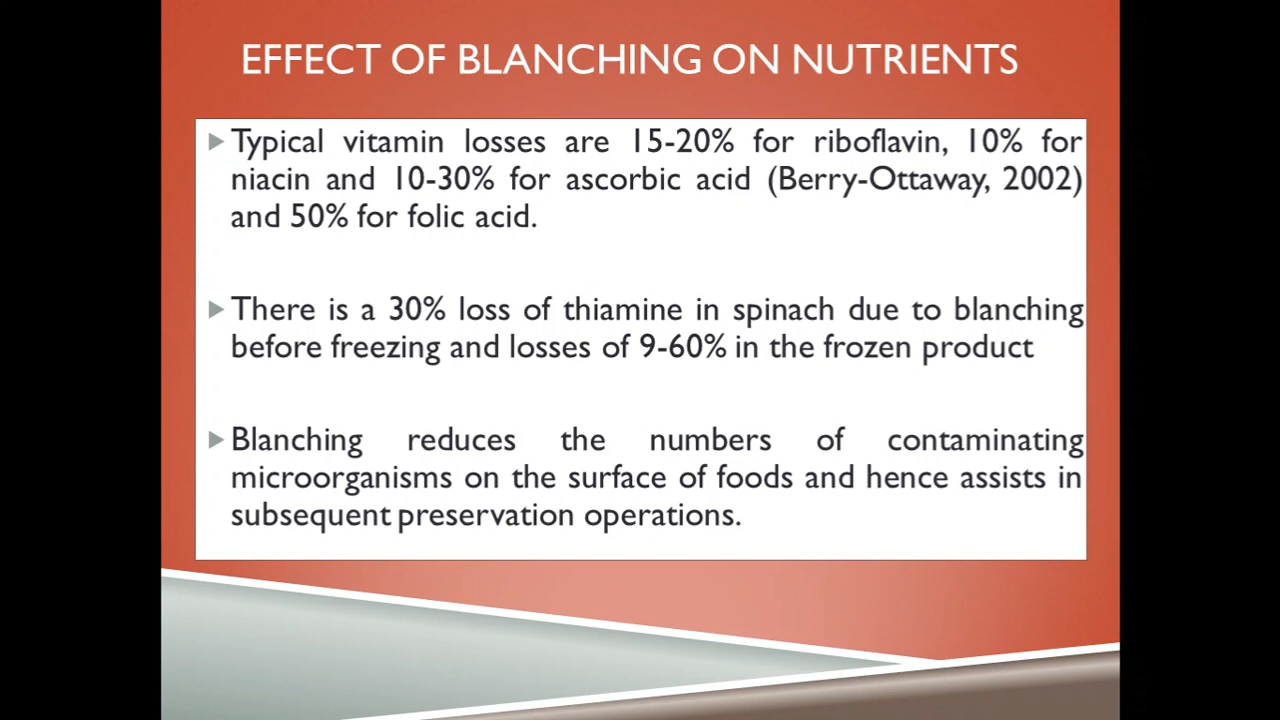 EFFECT OF BLANCHING ON NUTRIENTS
Typical vitamin losses are 15-20% for riboflavin, 10% for
niacin and 10-30% for ascorbic acid (Berry-Ottaway, 2002)
and 50% for folic acid.
There is a 30% loss of thiamine in spinach due to blanching
before freezing and losses of 9-60% in the frozen product
Blanching reduces the numbers of contaminating
microorganisms on the surface of foods and hence assists in
subsequent preservation operations.